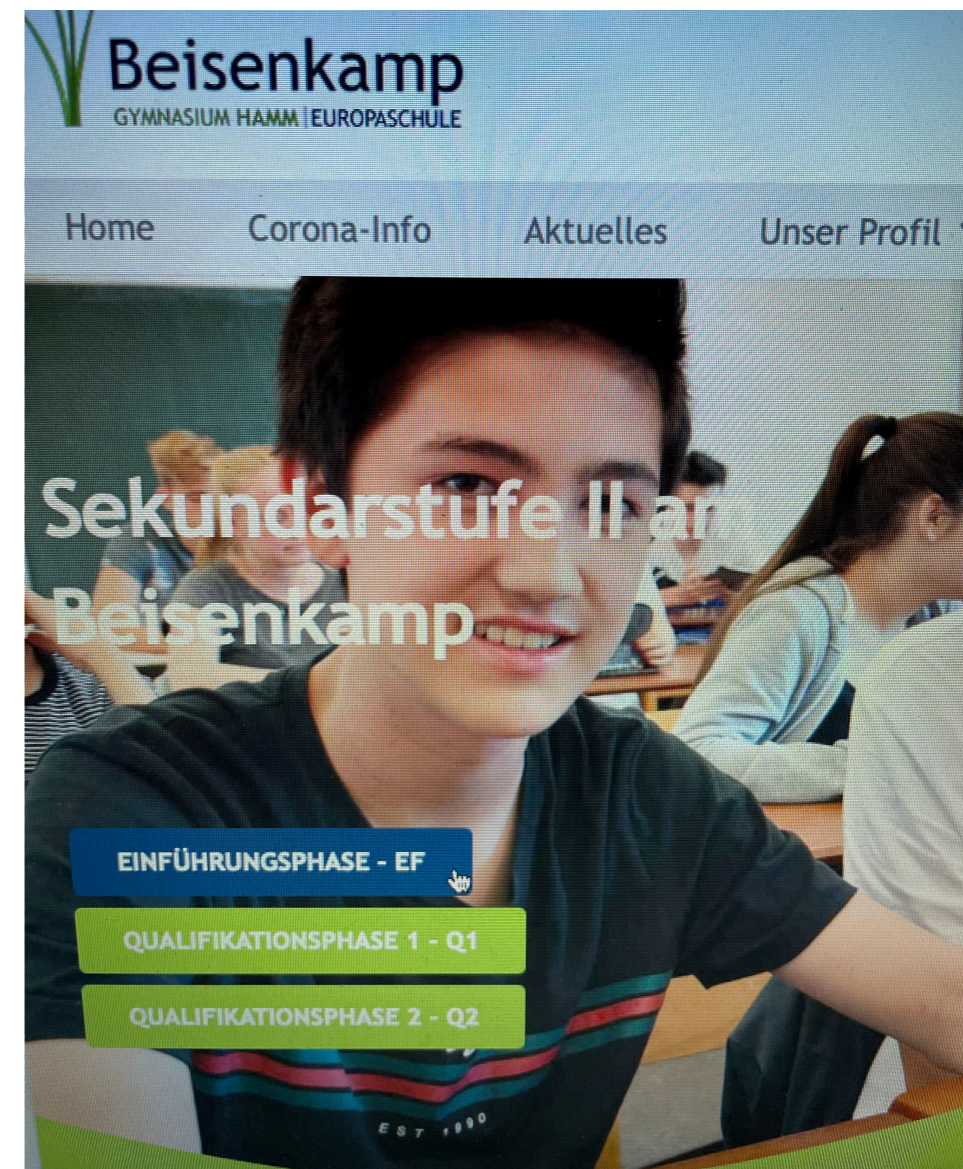 Beisenkamp
GYMNASIUM HAMM | EUROPASCHULE
Home Corona-Info Aktuelles Unser Profil
Sekundarstufe II am
Beisenkamp
EINFÜHRUNGSPHASE - EF
QUALIFIKATIONSPHASE 1 - Q1
QUALIFIKATIONSPHASE 2 - Q2
EST 1990